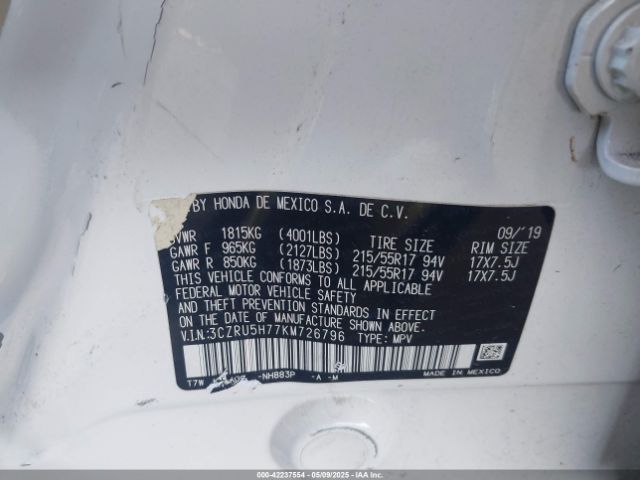 BY HONDA DE MEXICO S.A. DE C.V.
09/'19
GVWR 1815KG (4001LBS) TIRE SIZE RIM SIZE
GAWR F 965KG (2127LBS) 215/55R17 94V 17X7.5J
GAWR R 850KG (1873LBS) 215/55R17 94V 17X7.5J
THIS VEHICLE CONFORMS TO ALL APPLICABLE
FEDERAL MOTOR VEHICLE SAFETY
AND THEFT PREVENTION STANDARDS IN EFFECT
ON THE DATE OF MANUFACTURE SHOWN ABOVE.
V.I.N.:3CZRU5H77KM726796 TYPE: MPV
T7W -NH883P -A -M MADE IN MEXICO
000-42237554 | 05/09/2025 | IAAI.COM